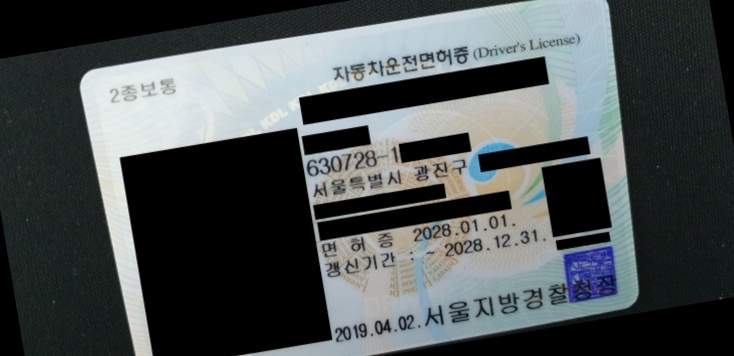 2종보통
자동차운전면허증 (Driver's License)
630728-1
서울특별시 광진구
면 허 증 2028.01.01.
갱신기간 : ~ 2028.12.31.
2019.04.02. 서울지방경찰청장